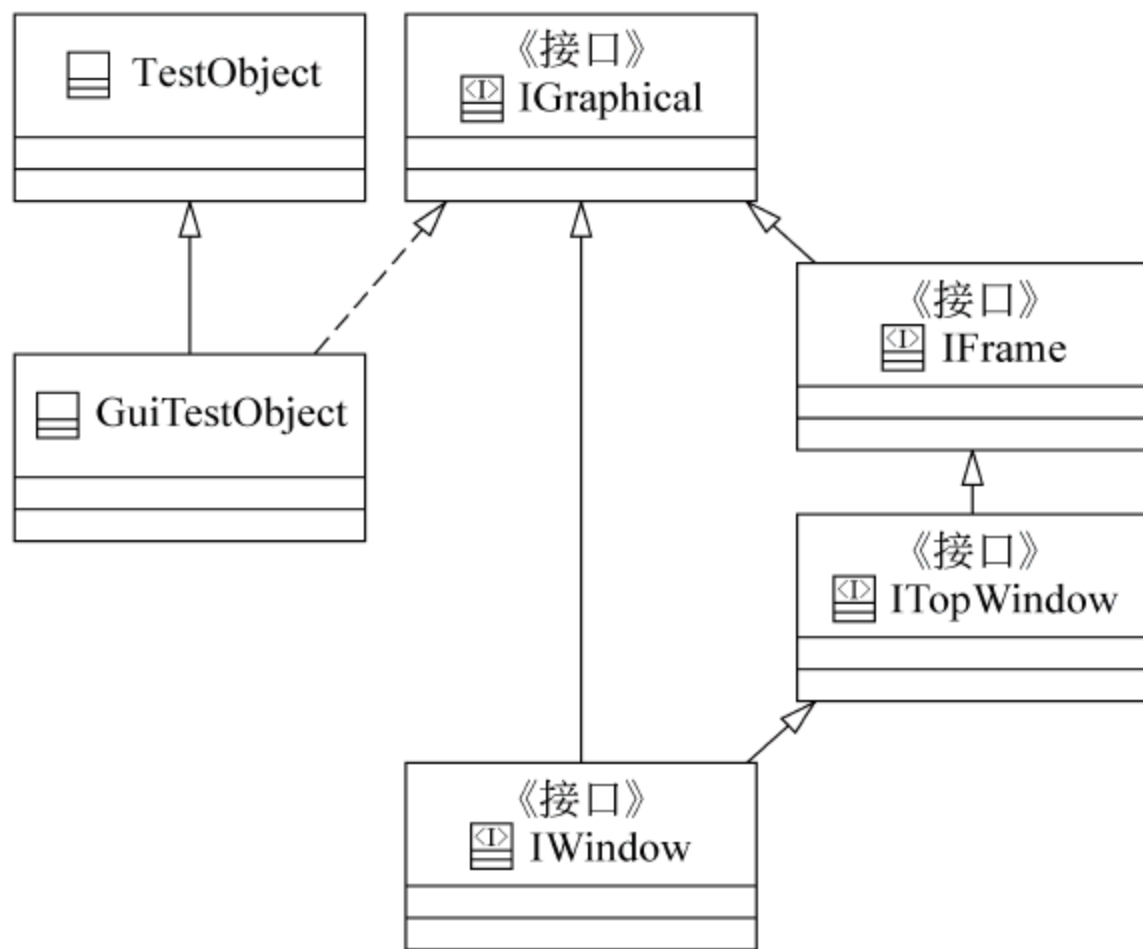 TestObject
《接口》
<I> IGraphical
《接口》
<I> IFrame
GuiTestObject
《接口》
<I> ITopWindow
《接口》
<I> IWindow